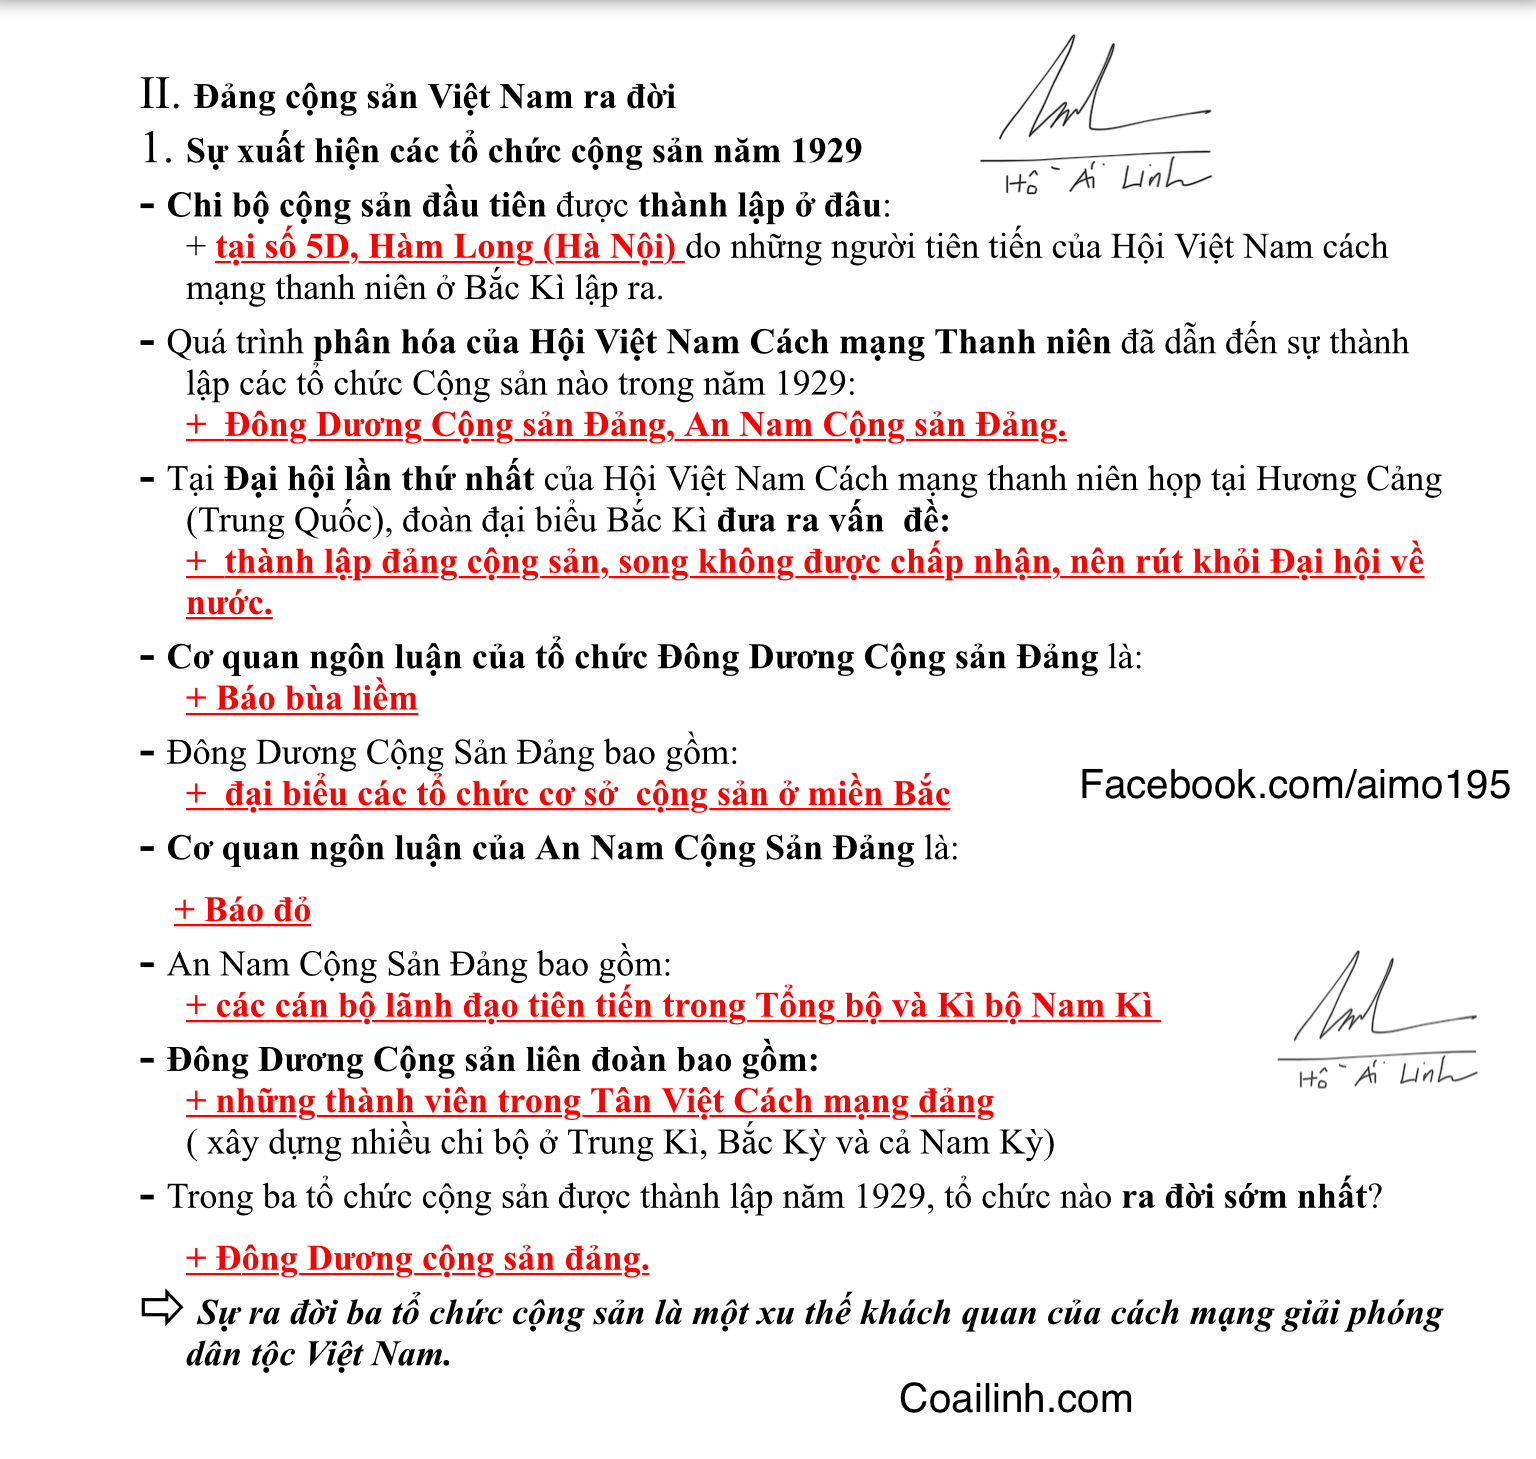 II. Đảng cộng sản Việt Nam ra đời
1. Sự xuất hiện các tổ chức cộng sản năm 1929
Hồ Ái Linh
- Chi bộ cộng sản đầu tiên được thành lập ở đâu:
+ tại số 5D, Hàm Long (Hà Nội) do những người tiên tiến của Hội Việt Nam cách
mạng thanh niên ở Bắc Kì lập ra.
- Quá trình phân hóa của Hội Việt Nam Cách mạng Thanh niên đã dẫn đến sự thành
lập các tổ chức Cộng sản nào trong năm 1929:
+ Đông Dương Cộng sản Đảng, An Nam Cộng sản Đảng.
- Tại Đại hội lần thứ nhất của Hội Việt Nam Cách mạng thanh niên họp tại Hương Cảng
(Trung Quốc), đoàn đại biểu Bắc Kì đưa ra vấn đề:
+ thành lập đảng cộng sản, song không được chấp nhận, nên rút khỏi Đại hội về
nước.
- Cơ quan ngôn luận của tổ chức Đông Dương Cộng sản Đảng là:
+ Báo bùa liềm
- Đông Dương Cộng Sản Đảng bao gồm:
+ đại biểu các tổ chức cơ sở cộng sản ở miền Bắc
Facebook.com/aimo195
- Cơ quan ngôn luận của An Nam Cộng Sản Đảng là:
+ Báo đỏ
- An Nam Cộng Sản Đảng bao gồm:
+ các cán bộ lãnh đạo tiên tiến trong Tổng bộ và Kì bộ Nam Kì
- Đông Dương Cộng sản liên đoàn bao gồm:
Hồ Ái Linh
+ những thành viên trong Tân Việt Cách mạng đảng
( xây dựng nhiều chi bộ ở Trung Kì, Bắc Kỳ và cả Nam Kỳ)
- Trong ba tổ chức cộng sản được thành lập năm 1929, tổ chức nào ra đời sớm nhất?
+ Đông Dương cộng sản đảng.
⇨ Sự ra đời ba tổ chức cộng sản là một xu thế khách quan của cách mạng giải phóng
dân tộc Việt Nam.
Coailinh.com